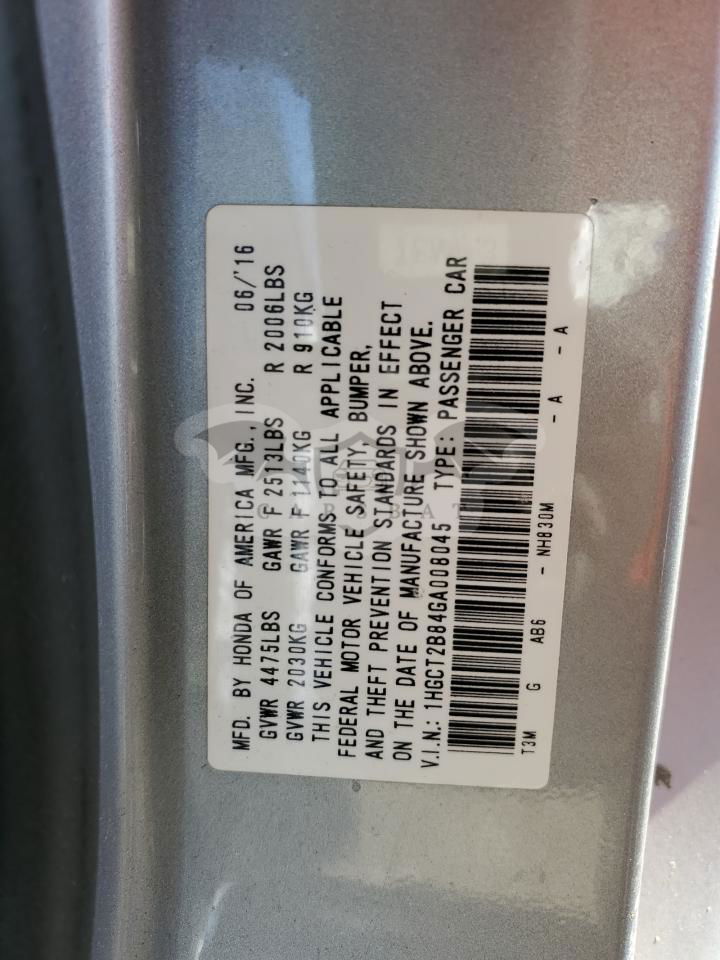 MFD. BY HONDA OF AMERICA MFG., INC. 06/'16
GVWR 4475LBS GAWR F 2513LBS R 2006LBS
GVWR 2030KG GAWR F 1140KG R 910KG
THIS VEHICLE CONFORMS TO ALL APPLICABLE
FEDERAL MOTOR VEHICLE SAFETY, BUMPER,
AND THEFT PREVENTION STANDARDS IN EFFECT
ON THE DATE OF MANUFACTURE SHOWN ABOVE.
V.I.N.: 1HGCT2B84GA008045 TYPE: PASSENGER CAR
T3M G AB6 - NH830M - A - A
CARSBAT